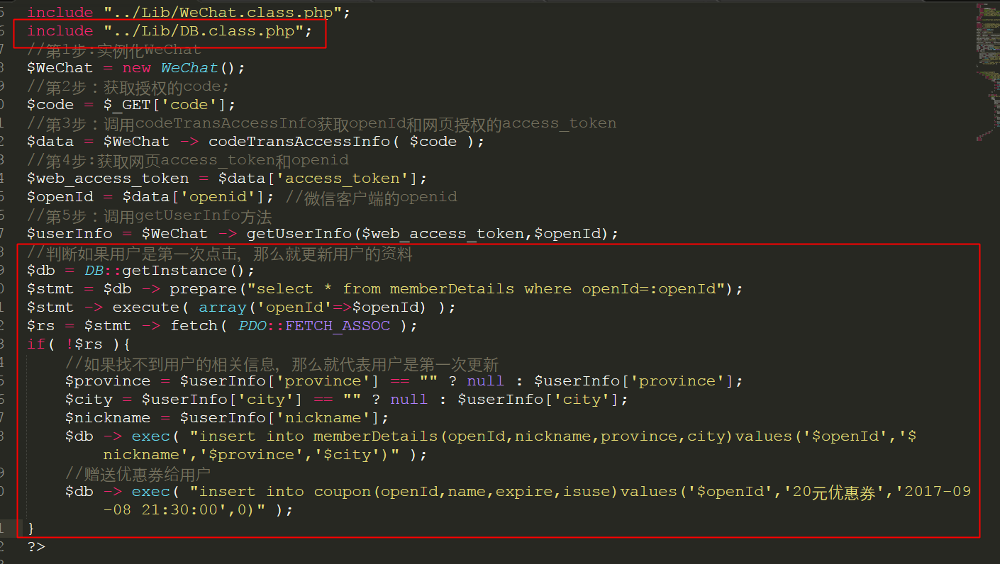 include "../Lib/WeChat.class.php";
include "../Lib/DB.class.php";
//第1步:实例化WeChat
$WeChat = new WeChat();
//第2步：获取授权的code;
$code = $_GET['code'];
//第3步：调用codeTransAccessInfo获取openId和网页授权的access_token
$data = $WeChat -> codeTransAccessInfo( $code );
//第4步:获取网页access_token和openid
$web_access_token = $data['access_token'];
$openId = $data['openid']; //微信客户端的openid
//第5步：调用getUserInfo方法
$userInfo = $WeChat -> getUserInfo($web_access_token,$openId);
//判断如果用户是第一次点击，那么就更新用户的资料
$db = DB::getInstance();
$stmt = $db -> prepare("select * from memberDetails where openId=:openId");
$stmt -> execute( array('openId'=>$openId) );
$rs = $stmt -> fetch( PDO::FETCH_ASSOC );
if( !$rs ){
//如果找不到用户的相关信息，那么就代表用户是第一次更新
$province = $userInfo['province'] == "" ? null : $userInfo['province'];
$city = $userInfo['city'] == "" ? null : $userInfo['city'];
$nickname = $userInfo['nickname'];
$db -> exec( "insert into memberDetails(openId,nickname,province,city)values('$openId','$
nickname','$province','$city')" );
//赠送优惠券给用户
$db -> exec( "insert into coupon(openId,name,expire,isuse)values('$openId','20元优惠券','2017-09
-08 21:30:00',0)" );
}
?>